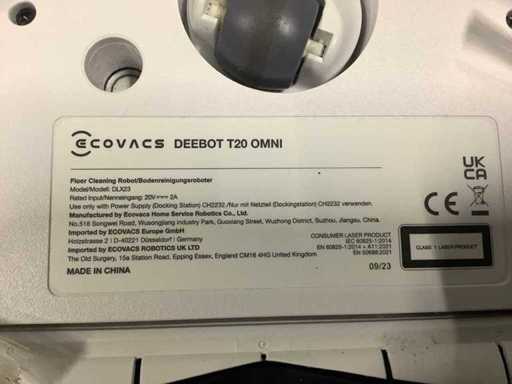 ECOVACS DEEBOT T20 OMNI
Floor Cleaning Robot/Bodenreinigungsroboter
Model/Modell: DLX23
Rated Input/Nenneingang: 20V⎓ 2A
Use only with Power Supply (Docking Station) CH2232 /Nur mit Netzteil (Dockingstation) CH2232 verwenden.
Manufactured by Ecovacs Home Service Robotics Co., Ltd.
No.518 Songwei Road, Wusongjiang Industry Park, Guoxiang Street, Wuzhong District, Suzhou, Jiangsu, China.
Imported by ECOVACS Europe GmbH
Holzstrasse 2 | D-40221 Düsseldorf | Germany
Imported by ECOVACS ROBOTICS UK LTD
The Old Surgery, 15a Station Road, Epping Essex, England CM16 4HG United Kingdom
MADE IN CHINA
CONSUMER LASER PRODUCT
IEC 60825-1:2014
EN 60825-1:2014 + A11:2021
EN 50689:2021
09/23
UK
CA
CLASS 1 LASER PRODUCT